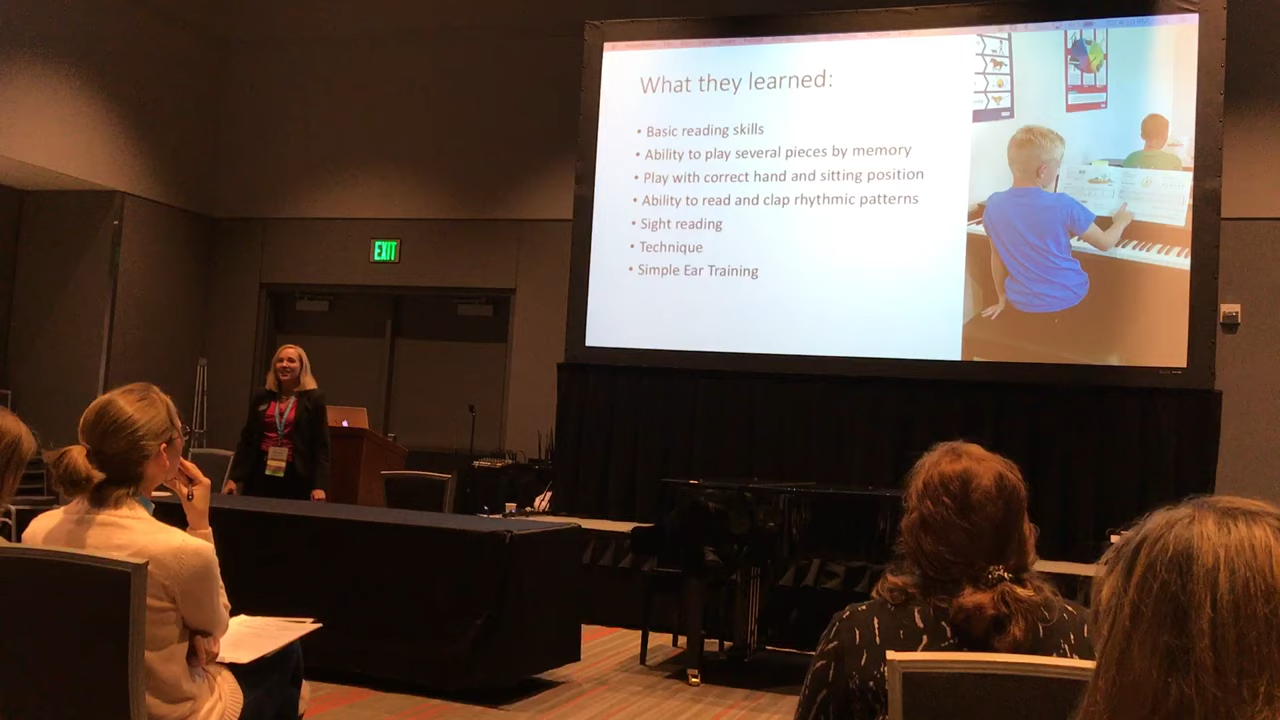 What they learned:
• Basic reading skills
• Ability to play several pieces by memory
• Play with correct hand and sitting position
• Ability to read and clap rhythmic patterns
• Sight reading
• Technique
• Simple Ear Training
EXIT